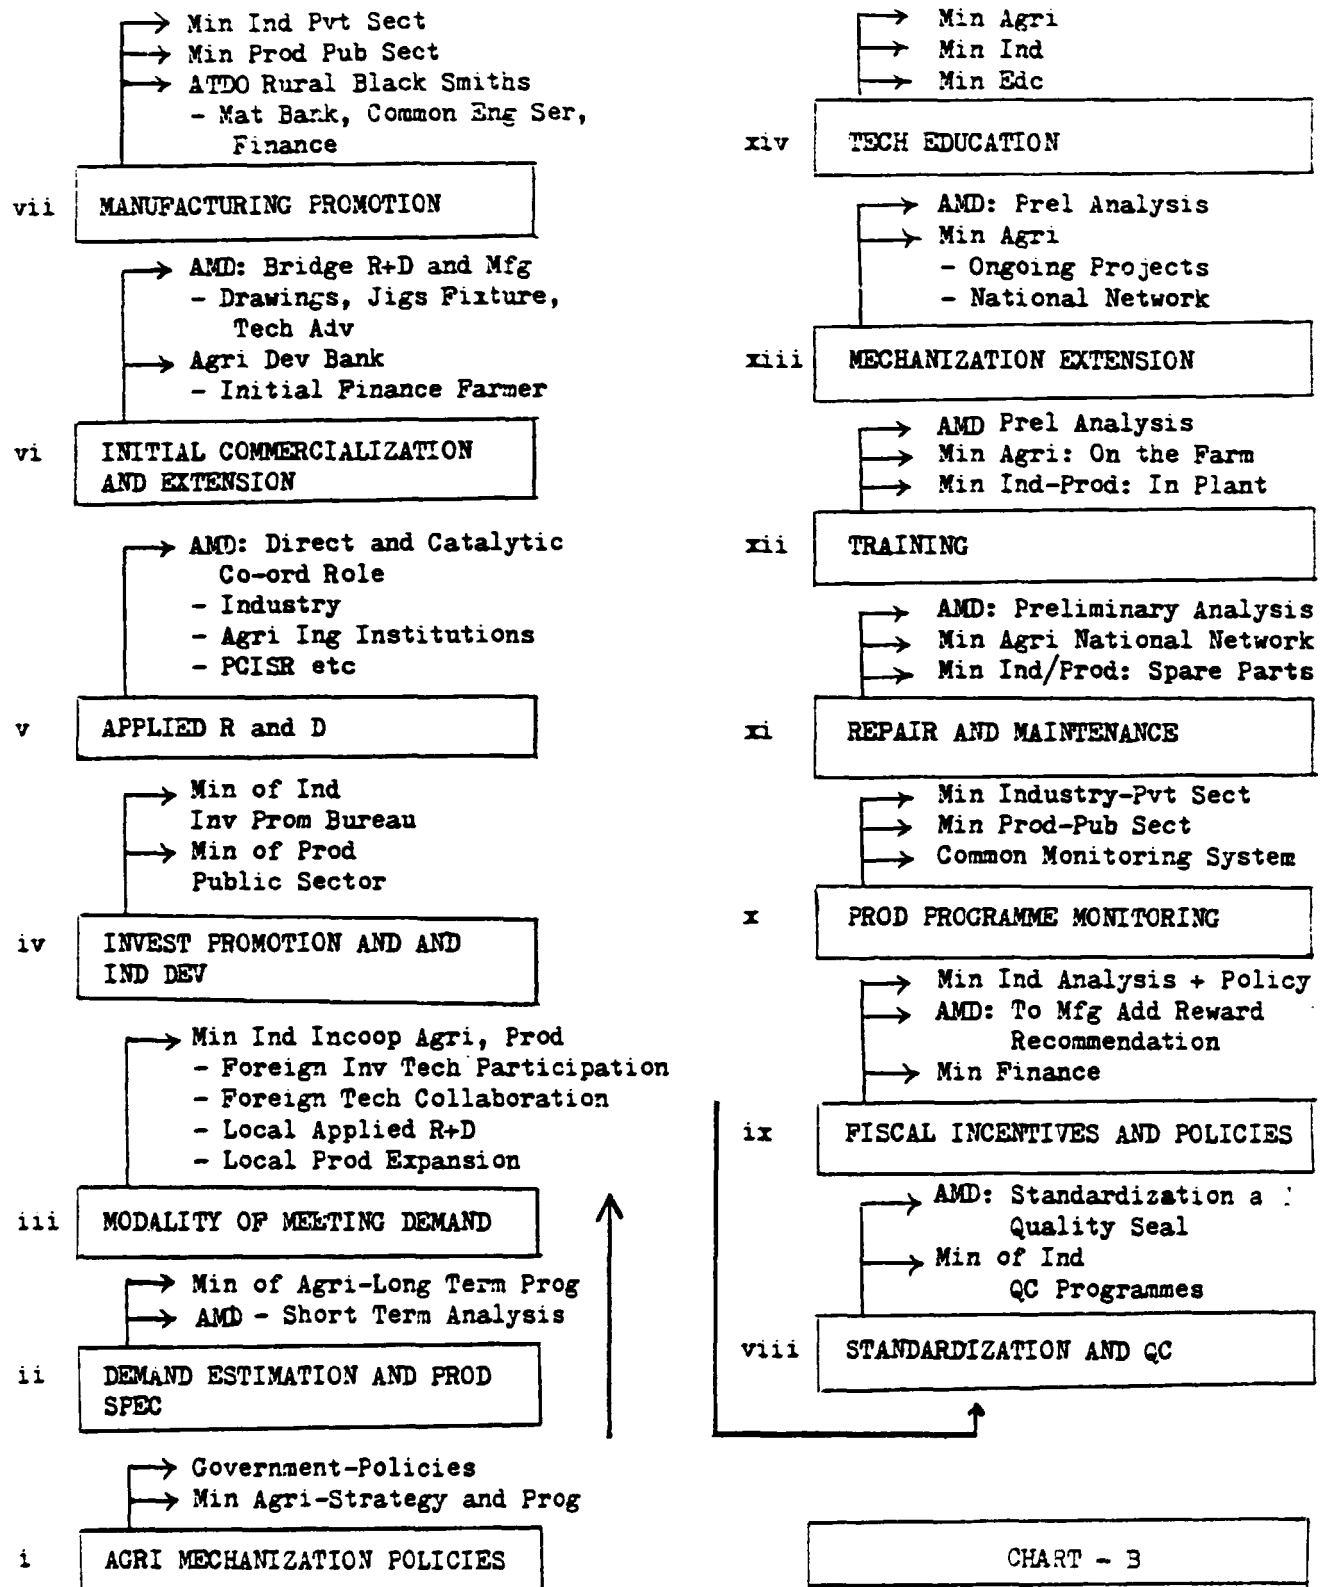 Min Ind Pvt Sect
Min Prod Pub Sect
ATDO Rural Black Smiths
- Mat Bank, Common Eng Ser,
Finance
vii MANUFACTURING PROMOTION
AMD: Bridge R+D and Mfg
- Drawings, Jigs Fixture,
Tech Adv
Agri Dev Bank
- Initial Finance Farmer
vi INITIAL COMMERCIALIZATION
AND EXTENSION
AMD: Direct and Catalytic
Co-ord Role
- Industry
- Agri Ing Institutions
- PCISR etc
v APPLIED R and D
Min of Ind
Inv Prom Bureau
Min of Prod
Public Sector
iv INVEST PROMOTION AND AND
IND DEV
Min Ind Incoop Agri, Prod
- Foreign Inv Tech Participation
- Foreign Tech Collaboration
- Local Applied R+D
- Local Prod Expansion
iii MODALITY OF MEETING DEMAND
Min of Agri-Long Term Prog
AMD - Short Term Analysis
ii DEMAND ESTIMATION AND PROD
SPEC
Government-Policies
Min Agri-Strategy and Prog
i AGRI MECHANIZATION POLICIES
Min Agri
Min Ind
Min Edc
xiv TECH EDUCATION
AMD: Prel Analysis
Min Agri
- Ongoing Projects
- National Network
xiii MECHANIZATION EXTENSION
AMD Prel Analysis
Min Agri: On the Farm
Min Ind-Prod: In Plant
xii TRAINING
AMD: Preliminary Analysis
Min Agri National Network
Min Ind/Prod: Spare Parts
xi REPAIR AND MAINTENANCE
Min Industry-Pvt Sect
Min Prod-Pub Sect
Common Monitoring System
x PROD PROGRAMME MONITORING
Min Ind Analysis + Policy
AMD: To Mfg Add Reward
Recommendation
Min Finance
ix FISCAL INCENTIVES AND POLICIES
AMD: Standardization a
Quality Seal
Min of Ind
QC Programmes
viii STANDARDIZATION AND QC
CHART - B